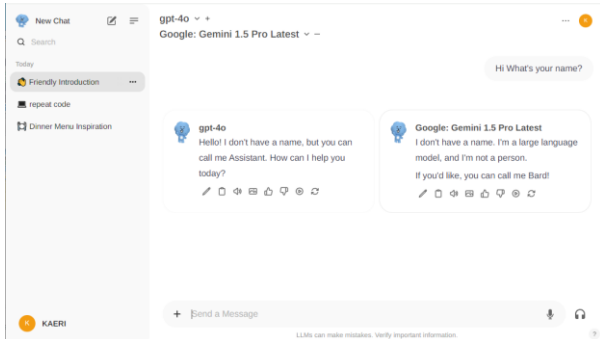 New Chat
Search
Today
Friendly Introduction
repeat code
Dinner Menu Inspiration
K
KAERI
gpt-4o
Google: Gemini 1.5 Pro Latest
K
Hi What's your name?
gpt-4o
Hello! I don't have a name, but you can
call me Assistant. How can I help you
today?
Google: Gemini 1.5 Pro Latest
I don't have a name. I'm a large language
model, and I'm not a person.
If you'd like, you can call me Bard!
Send a Message
LLMs can make mistakes. Verify important information.
?